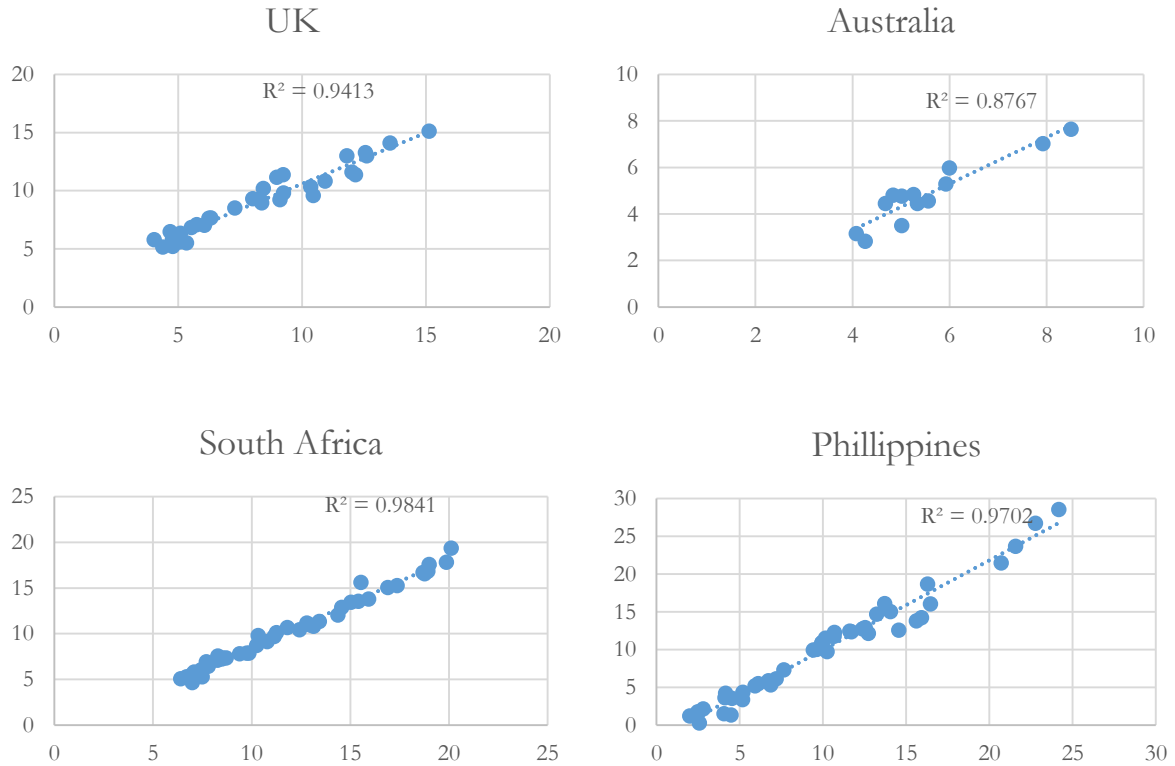 UK
R² = 0.9413
20
15
10
5
0
0 5 10 15 20
Australia
R² = 0.8767
10
8
6
4
2
0
0 2 4 6 8 10
South Africa
R² = 0.9841
25
20
15
10
5
0
0 5 10 15 20 25
Phillippines
R² = 0.9702
30
25
20
15
10
5
0
0 5 10 15 20 25 30